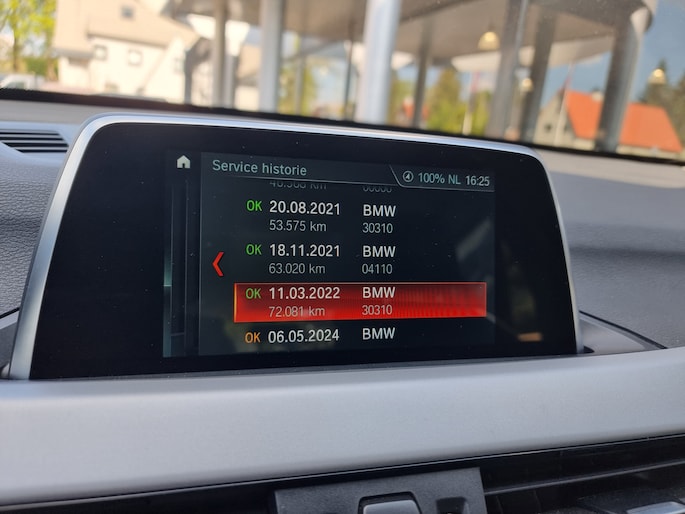 Service historie
100% NL 16:25
OK 20.08.2021 BMW
53.575 km 30310
OK 18.11.2021 BMW
63.020 km 04110
OK 11.03.2022 BMW
72.081 km 30310
OK 06.05.2024 BMW